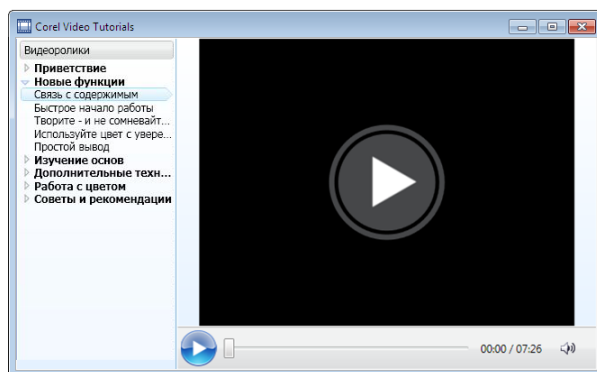 Corel Video Tutorials
Видеоролики
Приветствие
Новые функции
Связь с содержимым
Быстрое начало работы
Творите - и не сомневайт...
Используйте цвет с увере...
Простой вывод
Изучение основ
Дополнительные техн...
Работа с цветом
Советы и рекомендации
00:00 / 07:26